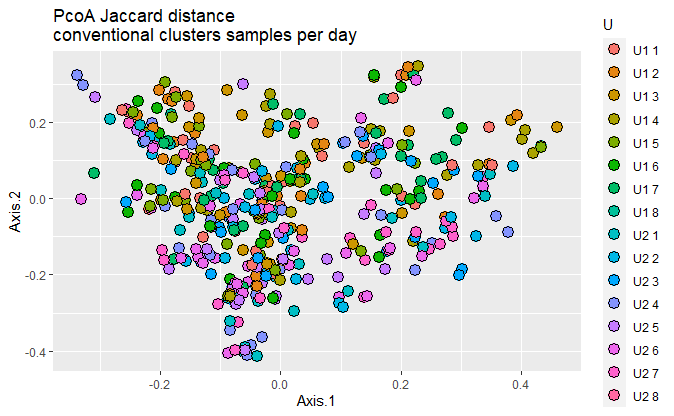 PcoA Jaccard distance
conventional clusters samples per day
U
U1 1
U1 2
U1 3
U1 4
U1 5
U1 6
U1 7
U1 8
U2 1
U2 2
U2 3
U2 4
U2 5
U2 6
U2 7
U2 8
Axis.2
0.2
0.0
-0.2
-0.4
-0.2
0.0
0.2
0.4
Axis.1